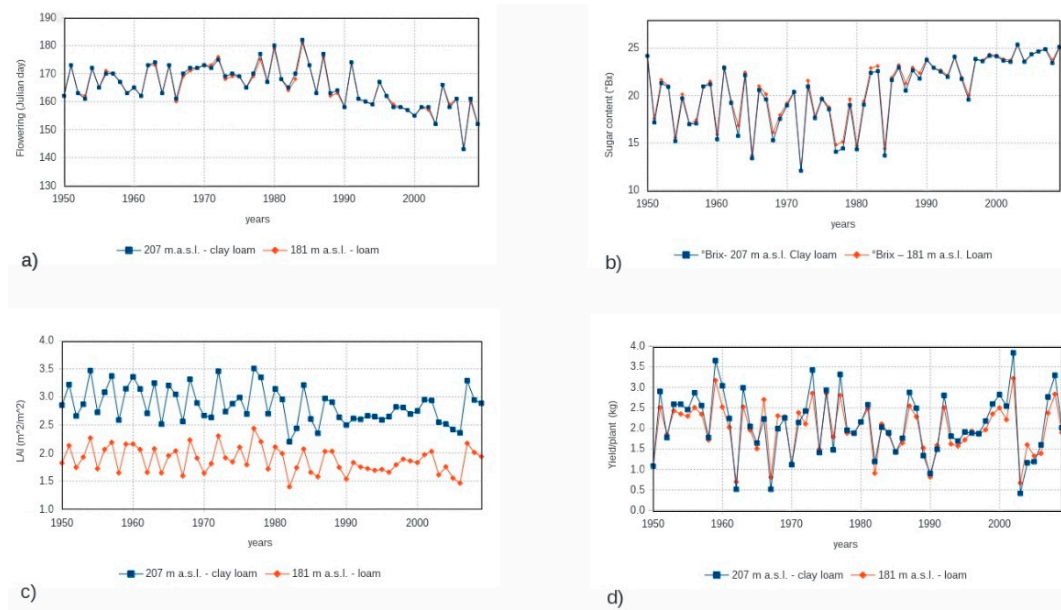 190
180
170
160
150
140
130
Flowering (Julian day)
1950 1960 1970 1980 1990 2000
years
207 m.a.s.l. - clay loam 181 m a.s.l. - loam
a)
25
20
15
10
Sugar content (°Bx)
1950 1960 1970 1980 1990 2000
years
°Brix- 207 m a.s.l. Clay loam °Brix – 181 m a.s.l. Loam
b)
4.0
3.5
3.0
2.5
2.0
1.5
1.0
LAI (m^2/m^2)
1950 1960 1970 1980 1990 2000
years
207 m a.s.l. - clay loam 181 m a.s.l. - loam
c)
4.0
3.5
3.0
2.5
2.0
1.5
1.0
0.5
0.0
Yield/plant (kg)
1950 1960 1970 1980 1990 2000
years
207 m a.s.l. - clay loam 181 m a.s.l. - loam
d)